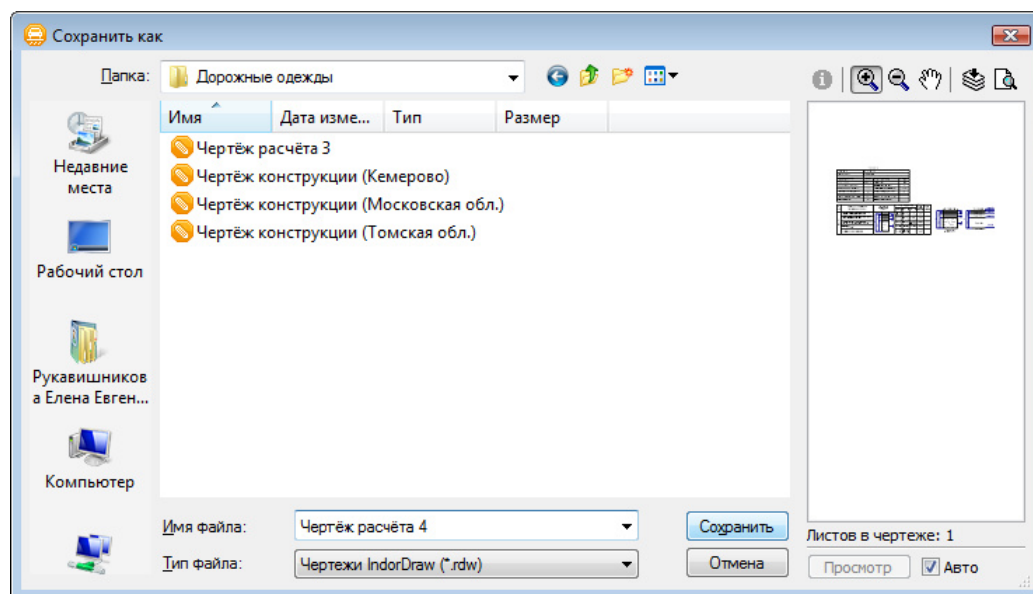 Сохранить как
Папка:
Дорожные одежды
Недавние
места
Рабочий стол
Рукавишников
а Елена Евген...
Компьютер
Имя
Дата изме...
Тип
Размер
Чертёж расчёта 3
Чертёж конструкции (Кемерово)
Чертёж конструкции (Московская обл.)
Чертёж конструкции (Томская обл.)
Имя файла:
Чертёж расчёта 4
Сохранить
Тип файла:
Чертежи IndorDraw (*.rdw)
Отмена
Листов в чертеже: 1
Просмотр
Авто